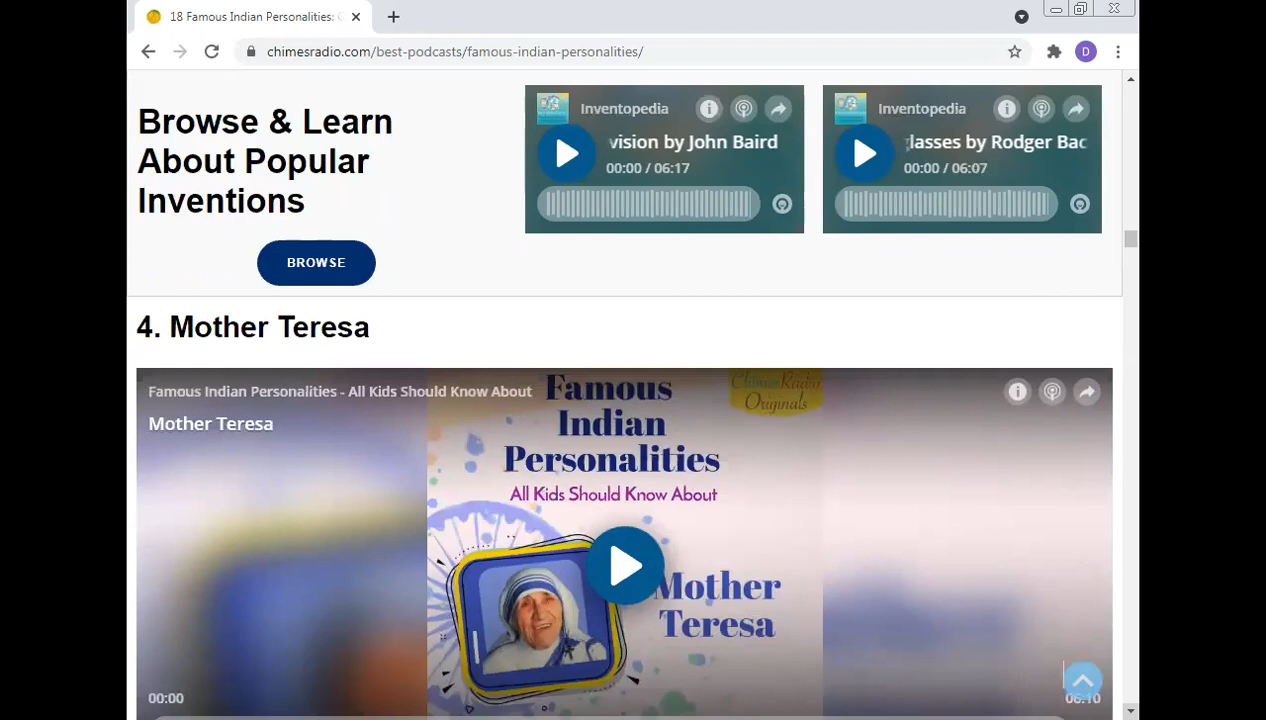 18 Famous Indian Personalities:
chimesradio.com/best-podcasts/famous-indian-personalities/
D
Browse & Learn
About Popular
Inventions
BROWSE
Inventopedia
vision by John Baird
00:00 / 06:17
Inventopedia
lasses by Rodger Bac
00:00 / 06:07
4. Mother Teresa
Famous Indian Personalities - All Kids Should Know About
Mother Teresa
ChimesRadio
Originals
Famous
Indian
Personalities
All Kids Should Know About
Mother
Teresa
00:00
06:10